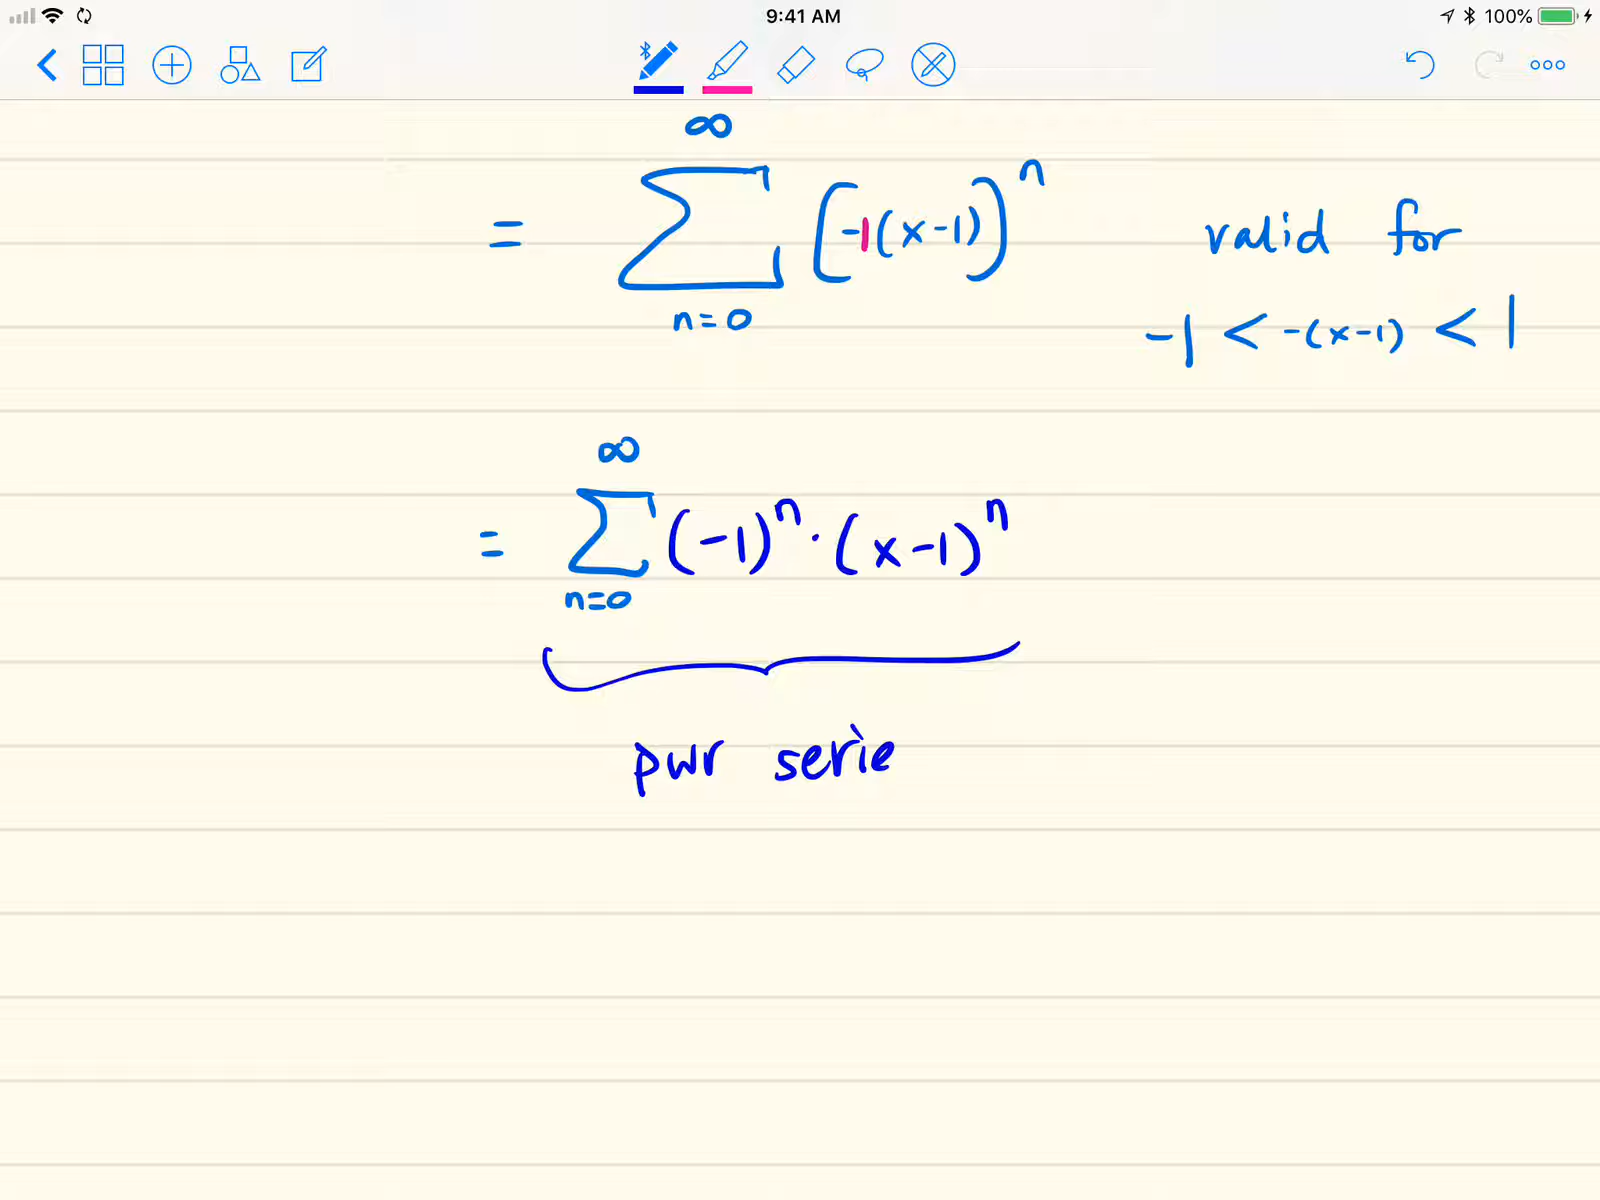 9:41 AM 100%
∞
= ∑ [-1(x-1)]^n valid for
n=0
-1 < -(x-1) < 1
∞
= ∑ (-1)^n · (x-1)^n
n=0
pwr serie